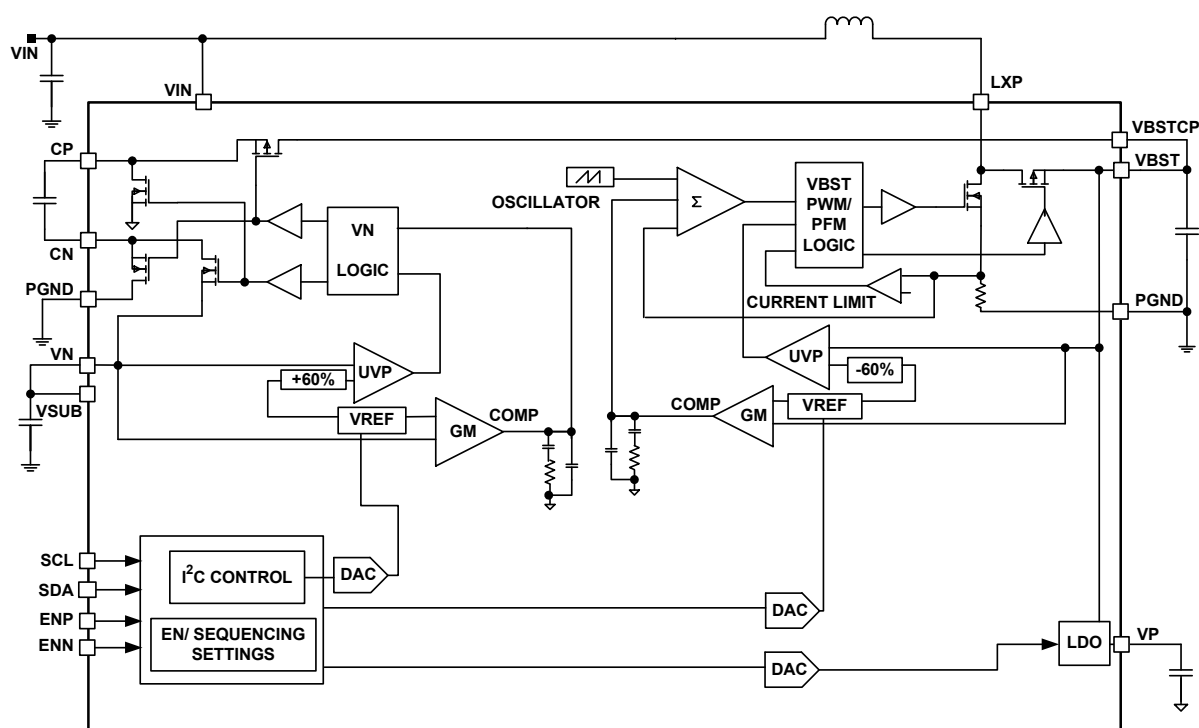 VIN
VIN
LXP
CP
VBSTCP
VBST
OSCILLATOR
Σ
VBST
PWM/
PFM
LOGIC
VN
LOGIC
CN
PGND
CURRENT LIMIT
PGND
VN
VSUB
UVP
+60%
UVP
-60%
VREF
GM
COMP
COMP
GM
VREF
SCL
SDA
ENP
ENN
I²C CONTROL
DAC
EN/ SEQUENCING
SETTINGS
DAC
DAC
LDO
VP